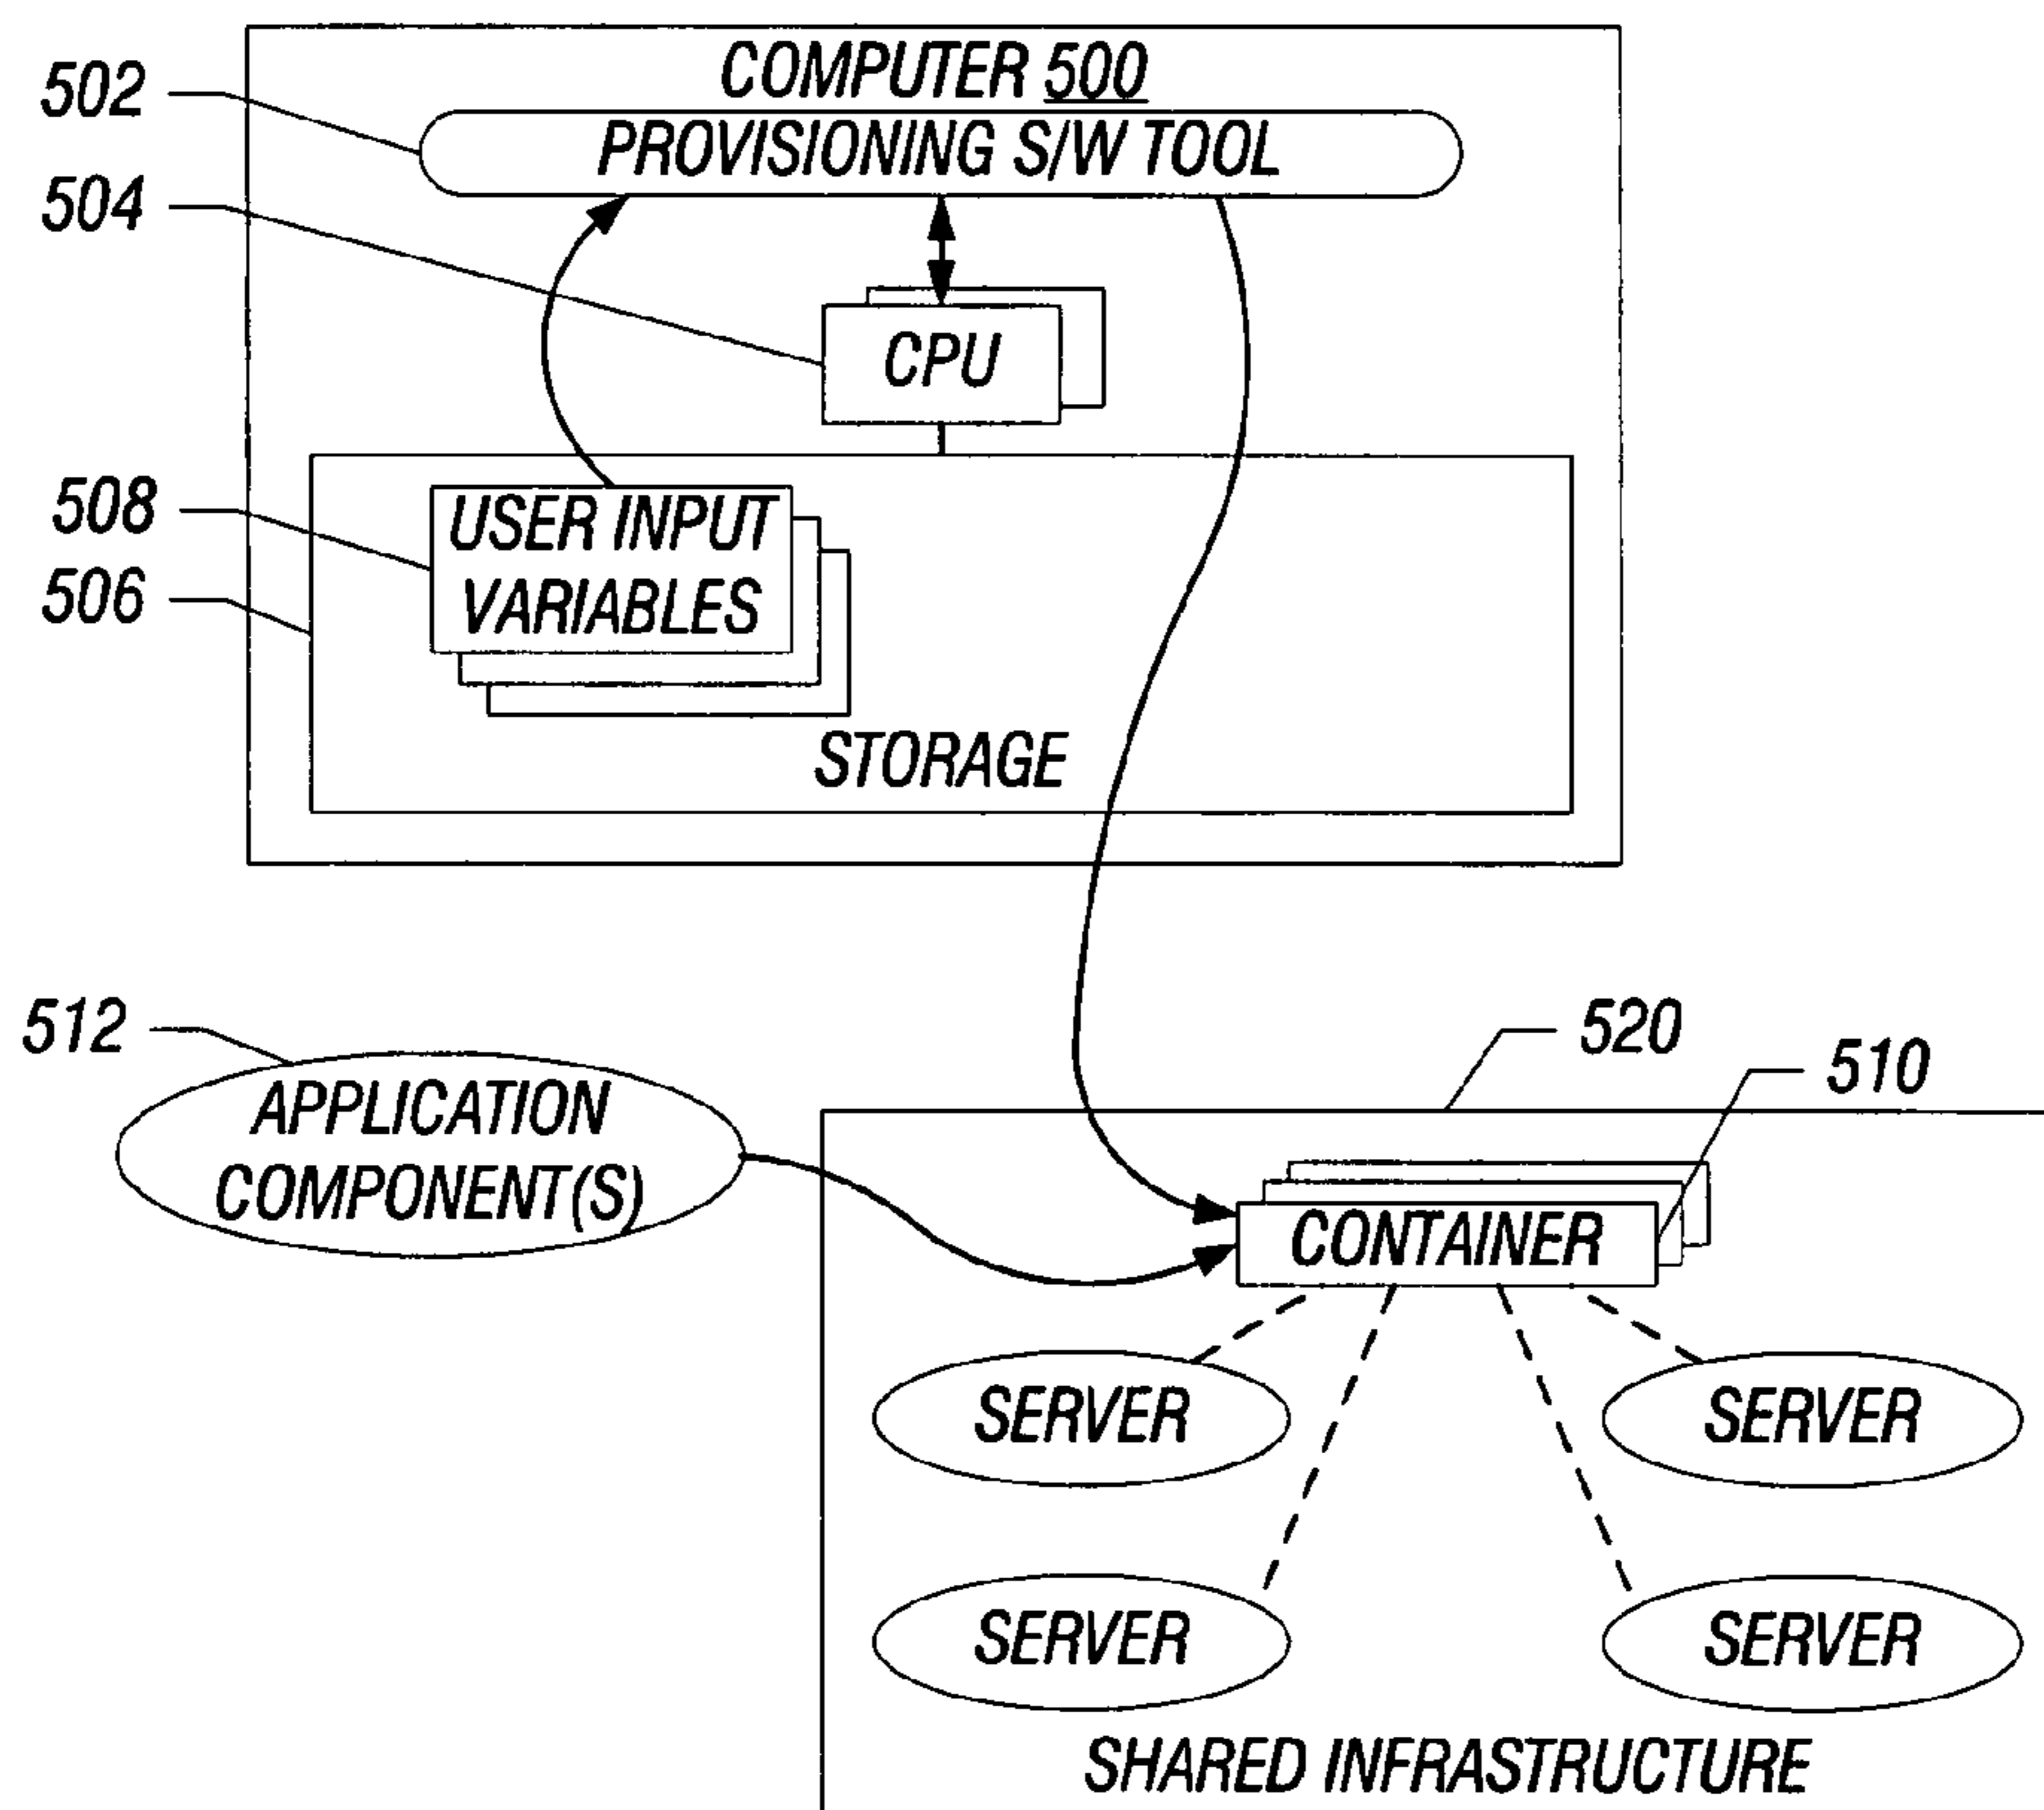 COMPUTER 500
502
PROVISIONING S/W TOOL
504
CPU
508
USER INPUT
VARIABLES
506
STORAGE
512
APPLICATION
COMPONENT(S)
520
510
CONTAINER
SERVER
SERVER
SERVER
SERVER
SHARED INFRASTRUCTURE